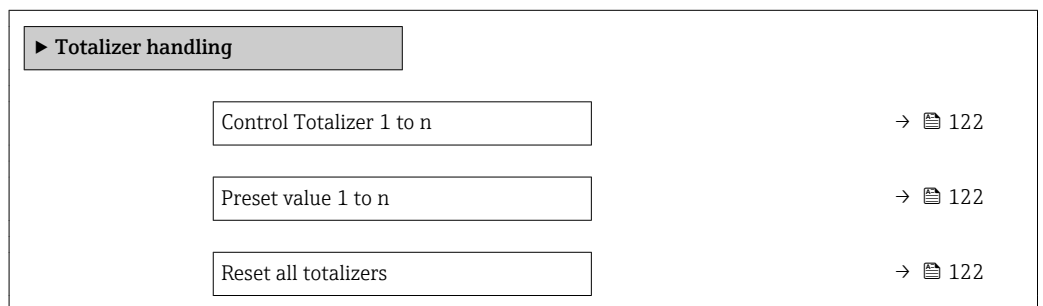 ▶ Totalizer handling
Control Totalizer 1 to n → 122
Preset value 1 to n → 122
Reset all totalizers → 122